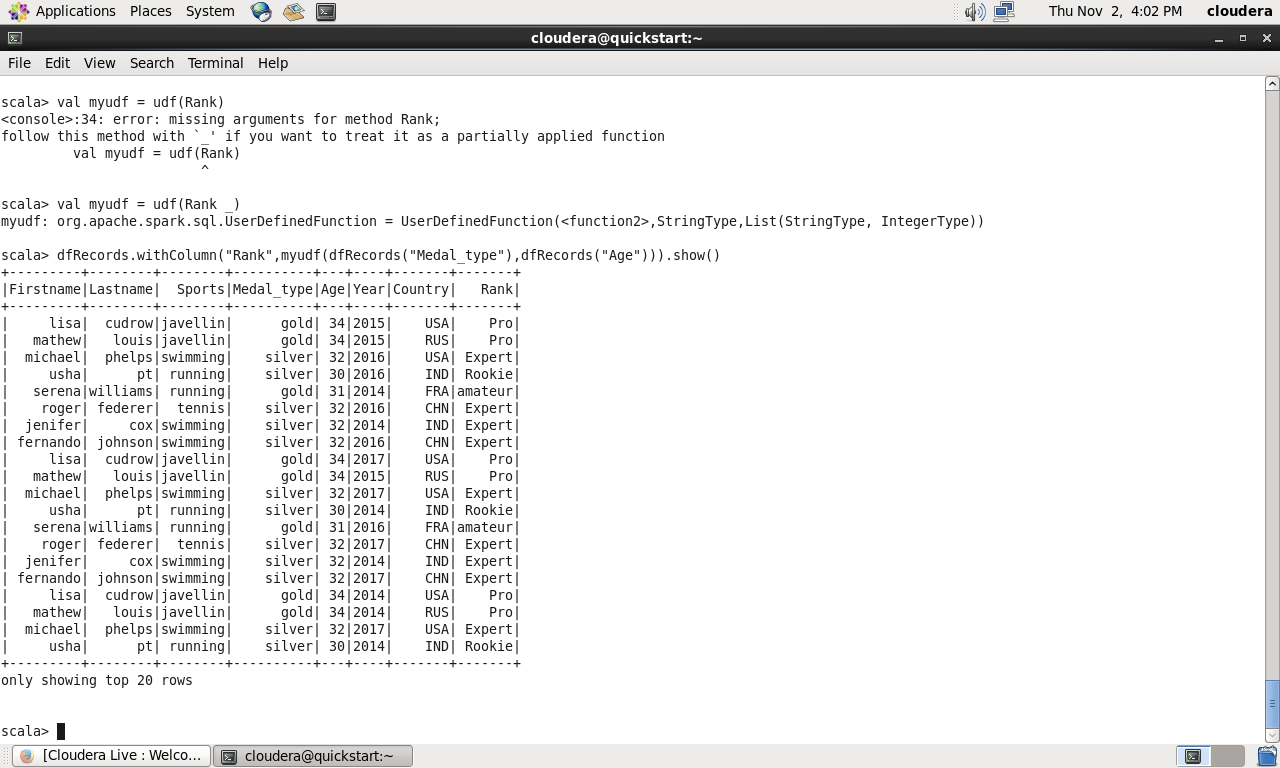 Applications Places System Thu Nov 2, 4:02 PM cloudera
cloudera@quickstart:~
File Edit View Search Terminal Help
scala> val myudf = udf(Rank)
<console>:34: error: missing arguments for method Rank;
follow this method with `_' if you want to treat it as a partially applied function
         val myudf = udf(Rank)
                         ^
scala> val myudf = udf(Rank _)
myudf: org.apache.spark.sql.UserDefinedFunction = UserDefinedFunction(<function2>,StringType,List(StringType, IntegerType))
scala> dfRecords.withColumn("Rank",myudf(dfRecords("Medal_type"),dfRecords("Age"))).show()
+---------+--------+--------+----------+---+----+-------+-------+
|Firstname|Lastname|  Sports|Medal_type|Age|Year|Country|   Rank|
+---------+--------+--------+----------+---+----+-------+-------+
|     lisa|  cudrow|javellin|      gold| 34|2015|    USA|    Pro|
|   mathew|   louis|javellin|      gold| 34|2015|    RUS|    Pro|
|  michael|  phelps|swimming|    silver| 32|2016|    USA| Expert|
|     usha|      pt| running|    silver| 30|2016|    IND| Rookie|
|   serena|williams| running|      gold| 31|2014|    FRA|amateur|
|    roger| federer|  tennis|    silver| 32|2016|    CHN| Expert|
|  jenifer|     cox|swimming|    silver| 32|2014|    IND| Expert|
| fernando| johnson|swimming|    silver| 32|2016|    CHN| Expert|
|     lisa|  cudrow|javellin|      gold| 34|2017|    USA|    Pro|
|   mathew|   louis|javellin|      gold| 34|2015|    RUS|    Pro|
|  michael|  phelps|swimming|    silver| 32|2017|    USA| Expert|
|     usha|      pt| running|    silver| 30|2014|    IND| Rookie|
|   serena|williams| running|      gold| 31|2016|    FRA|amateur|
|    roger| federer|  tennis|    silver| 32|2017|    CHN| Expert|
|  jenifer|     cox|swimming|    silver| 32|2014|    IND| Expert|
| fernando| johnson|swimming|    silver| 32|2017|    CHN| Expert|
|     lisa|  cudrow|javellin|      gold| 34|2014|    USA|    Pro|
|   mathew|   louis|javellin|      gold| 34|2014|    RUS|    Pro|
|  michael|  phelps|swimming|    silver| 32|2017|    USA| Expert|
|     usha|      pt| running|    silver| 30|2014|    IND| Rookie|
+---------+--------+--------+----------+---+----+-------+-------+
only showing top 20 rows
scala>
[Cloudera Live : Welco... cloudera@quickstart:~